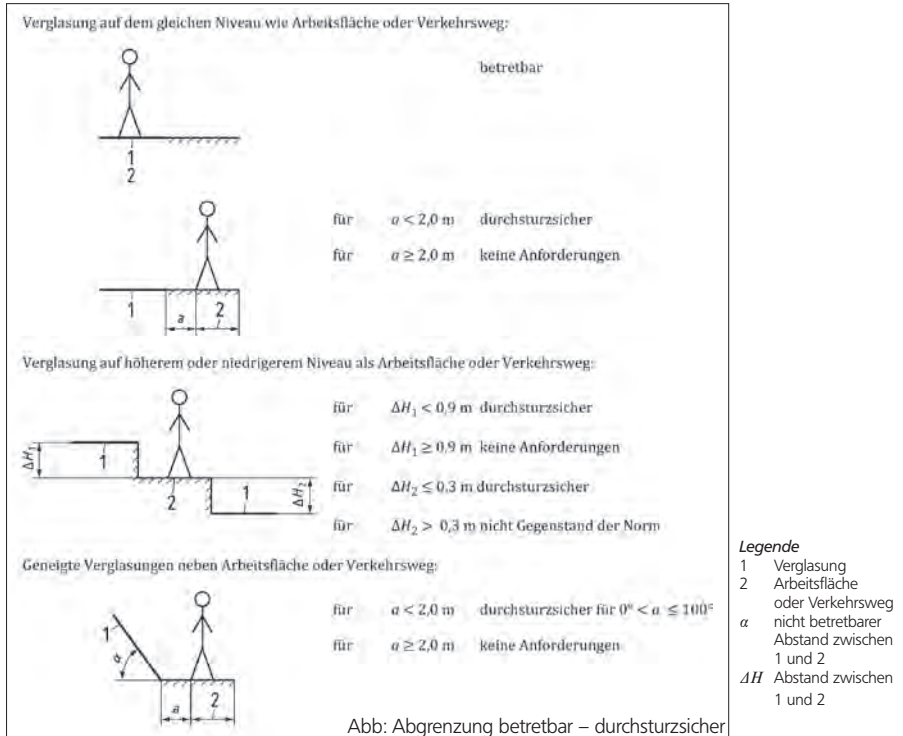 Verglasung auf dem gleichen Niveau wie Arbeitsfläche oder Verkehrsweg:
betretbar
1
2
für a < 2,0 m durchsturzsicher
für a ≥ 2,0 m keine Anforderungen
1 a 2
Verglasung auf höherem oder niedrigerem Niveau als Arbeitsfläche oder Verkehrsweg:
für ΔH₁ < 0,9 m durchsturzsicher
für ΔH₁ ≥ 0,9 m keine Anforderungen
ΔH₁ 1 2 1 ΔH₂
für ΔH₂ ≤ 0,3 m durchsturzsicher
für ΔH₂ > 0,3 m nicht Gegenstand der Norm
Geneigte Verglasungen neben Arbeitsfläche oder Verkehrsweg:
für a < 2,0 m durchsturzsicher für 0° < α ≤ 100°
für a ≥ 2,0 m keine Anforderungen
1 α a 2
Abb: Abgrenzung betretbar – durchsturzsicher
Legende
1 Verglasung
2 Arbeitsfläche
oder Verkehrsweg
α nicht betretbarer
Abstand zwischen
1 und 2
ΔH Abstand zwischen
1 und 2